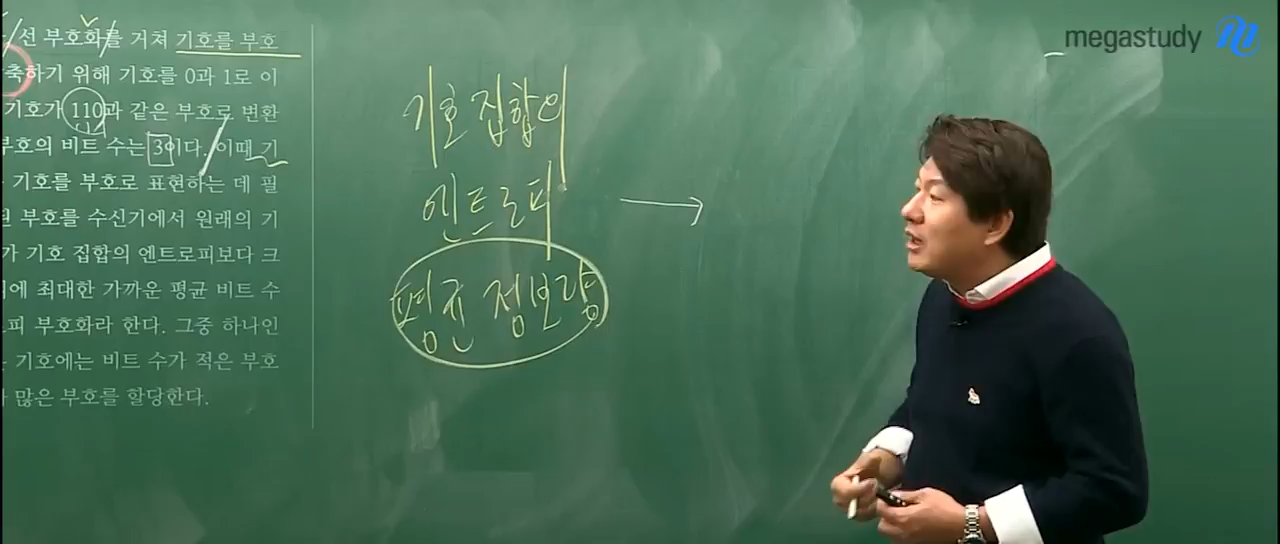 선 부호화를 거쳐 기호를 부호
축하기 위해 기호를 0과 1로 이
기호가 110과 같은 부호로 변환
부호의 비트 수는 3이다. 이때 기
기호를 부호로 표현하는 데 필
된 부호를 수신기에서 원래의 기
가 기호 집합의 엔트로피보다 크
에 최대한 가까운 평균 비트 수
피 부호화라 한다. 그중 하나인
기호에는 비트 수가 적은 부호
많은 부호를 할당한다.
기호 집합의
엔트로피 →
평균 정보량
megastudy